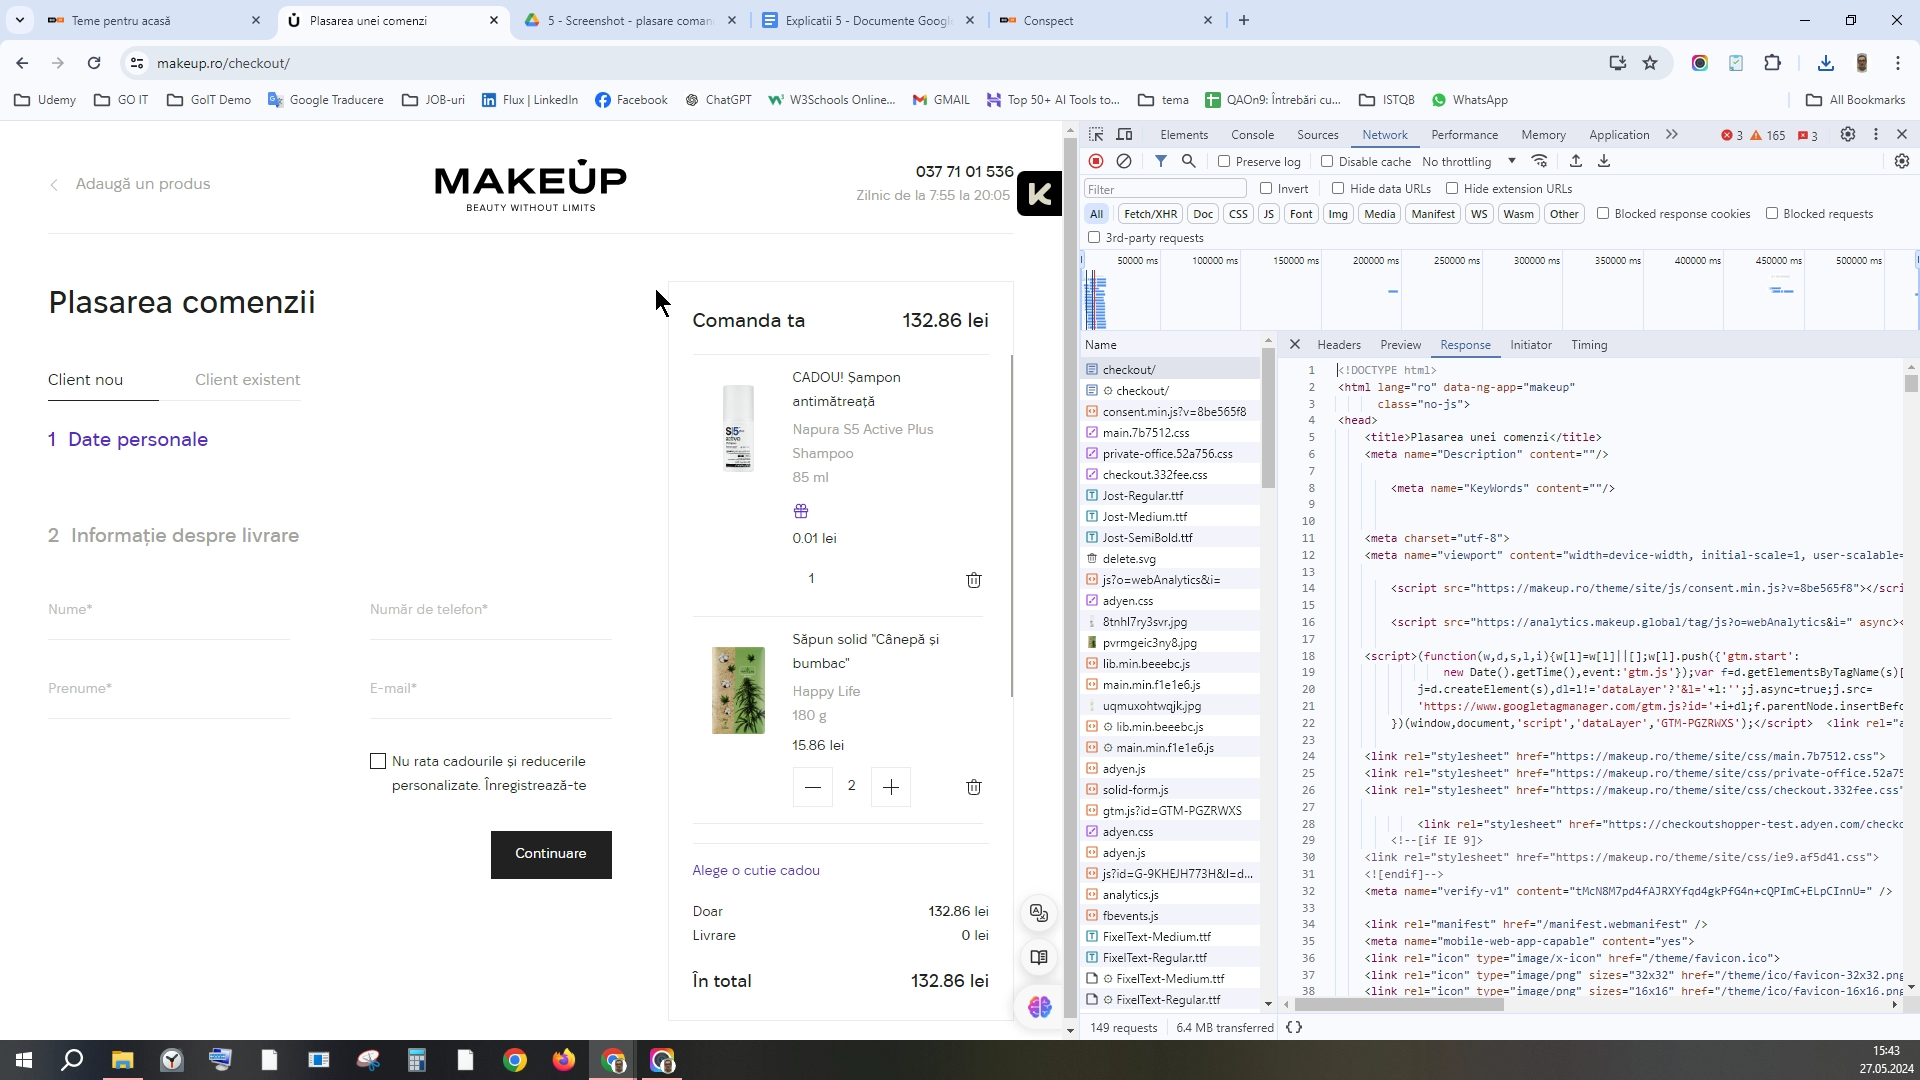 Teme pentru acasă
Plasarea unei comenzi
5 - Screenshot - plasare coman
Explicatii 5 - Documente Google
Conspect
makeup.ro/checkout/
Udemy
GO IT
GoIT Demo
Google Traducere
JOB-uri
Flux | LinkedIn
Facebook
ChatGPT
W3Schools Online...
GMAIL
Top 50+ AI Tools to...
tema
QAOn9: Întrebări cu...
ISTQB
WhatsApp
All Bookmarks
Adaugă un produs
MAKEUP
BEAUTY WITHOUT LIMITS
037 71 01 536
Zilnic de la 7:55 la 20:05
K
Plasarea comenzii
Client nou
Client existent
1 Date personale
2 Informație despre livrare
Nume*
Număr de telefon*
Prenume*
E-mail*
Nu rata cadourile și reducerile
personalizate. Înregistrează-te
Continuare
Comanda ta 132.86 lei
CADOU! Șampon
antimătreață
Napura S5 Active Plus
Shampoo
85 ml
0.01 lei
1
Săpun solid "Cânepă și
bumbac"
Happy Life
180 g
15.86 lei
2
Alege o cutie cadou
Doar 132.86 lei
Livrare 0 lei
În total 132.86 lei
Elements
Console
Sources
Network
Performance
Memory
Application
3
165
3
Preserve log
Disable cache
No throttling
Filter
Invert
Hide data URLs
Hide extension URLs
All
Fetch/XHR
Doc
CSS
JS
Font
Img
Media
Manifest
WS
Wasm
Other
Blocked response cookies
Blocked requests
3rd-party requests
50000 ms
100000 ms
150000 ms
200000 ms
250000 ms
300000 ms
350000 ms
400000 ms
450000 ms
500000 ms
Name
checkout/
checkout/
consent.min.js?v=8be565f8
main.7b7512.css
private-office.52a756.css
checkout.332fee.css
Jost-Regular.ttf
Jost-Medium.ttf
Jost-SemiBold.ttf
delete.svg
js?o=webAnalytics&i=
adyen.css
8tnhl7ry3svr.jpg
pvrmgeic3ny8.jpg
lib.min.beeebc.js
main.min.f1e1e6.js
uqmuxohtwqjk.jpg
lib.min.beeebc.js
main.min.f1e1e6.js
adyen.js
solid-form.js
gtm.js?id=GTM-PGZRWXS
adyen.css
adyen.js
js?id=G-9KHEJH773H&l=d...
analytics.js
fbevents.js
FixelText-Medium.ttf
FixelText-Regular.ttf
FixelText-Medium.ttf
FixelText-Regular.ttf
149 requests
6.4 MB transferred
Headers
Preview
Response
Initiator
Timing
1 <!DOCTYPE html>
2 <html lang="ro" data-ng-app="makeup"
3 class="no-js">
4 <head>
5 <title>Plasarea unei comenzi</title>
6 <meta name="Description" content=""/>
7
8 <meta name="KeyWords" content=""/>
9
10
11 <meta charset="utf-8">
12 <meta name="viewport" content="width=device-width, initial-scale=1, user-scalable=
13
14 <script src="https://makeup.ro/theme/site/js/consent.min.js?v=8be565f8"></scri
15
16 <script src="https://analytics.makeup.global/tag/js?o=webAnalytics&i=" async><
17
18 <script>(function(w,d,s,l,i){w[l]=w[l]||[];w[l].push({'gtm.start':
19 new Date().getTime(),event:'gtm.js'});var f=d.getElementsByTagName(s)[
20 j=d.createElement(s),dl=l!='dataLayer'?'&l='+l:'';j.async=true;j.src=
21 'https://www.googletagmanager.com/gtm.js?id='+i+dl;f.parentNode.insertBefo
22 })(window,document,'script','dataLayer','GTM-PGZRWXS');</script> <link rel="a
23
24 <link rel="stylesheet" href="https://makeup.ro/theme/site/css/main.7b7512.css">
25 <link rel="stylesheet" href="https://makeup.ro/theme/site/css/private-office.52a75
26 <link rel="stylesheet" href="https://makeup.ro/theme/site/css/checkout.332fee.css"
27
28 <link rel="stylesheet" href="https://checkoutshopper-test.adyen.com/checko
29 <!--[if IE 9]>
30 <link rel="stylesheet" href="https://makeup.ro/theme/site/css/ie9.af5d41.css">
31 <![endif]-->
32 <meta name="verify-v1" content="tMcN8M7pd4fAJRXYfqd4gkPfG4n+cQPImC+ELpCInnU=" />
33
34 <link rel="manifest" href="/manifest.webmanifest" />
35 <meta name="mobile-web-app-capable" content="yes">
36 <link rel="icon" type="image/x-icon" href="/theme/favicon.ico">
37 <link rel="icon" type="image/png" sizes="32x32" href="/theme/ico/favicon-32x32.png
38 <link rel="icon" type="image/png" sizes="16x16" href="/theme/ico/favicon-16x16.png
15:43
27.05.2024